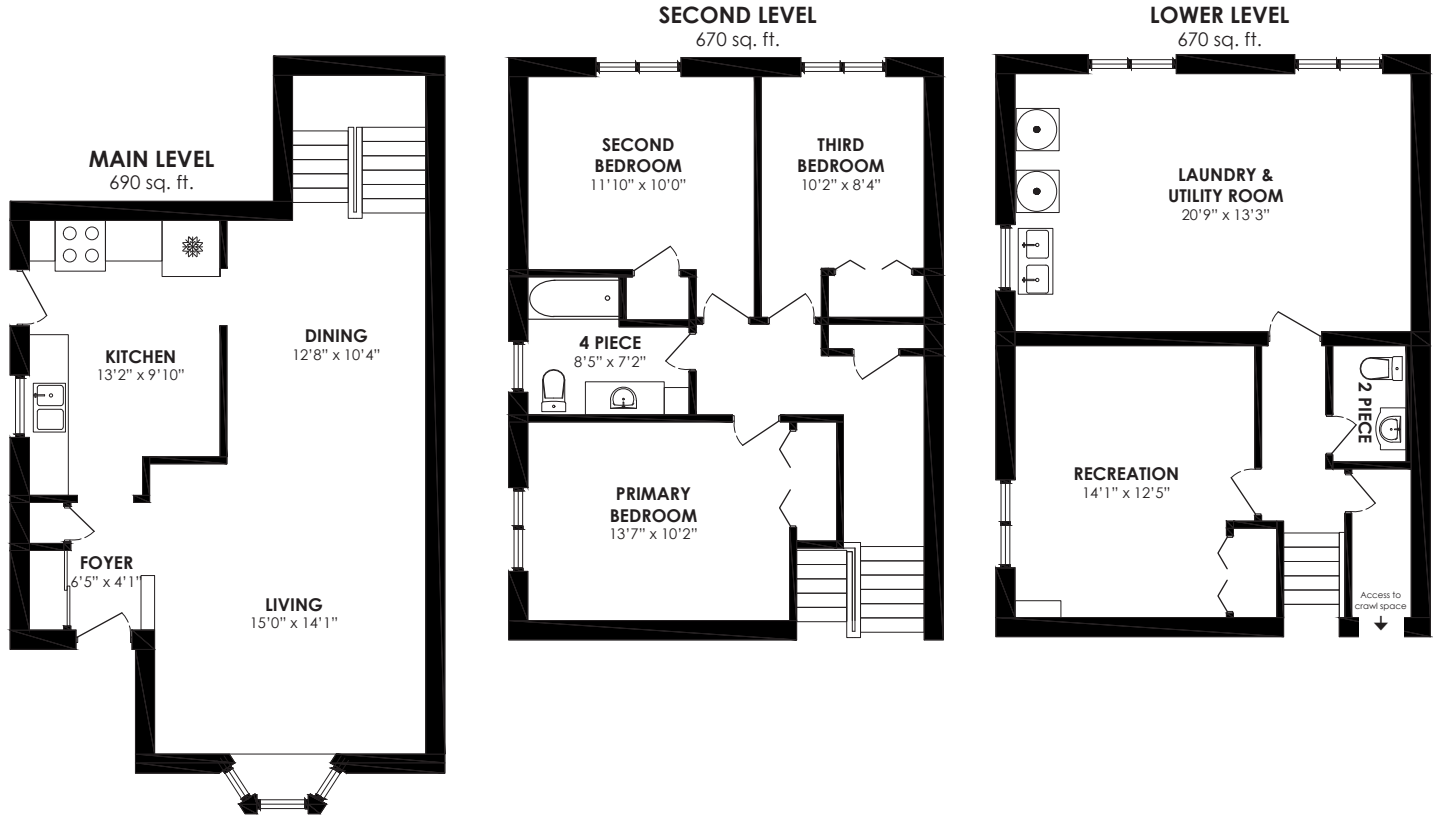 MAIN LEVEL
690 sq. ft.
KITCHEN
13'2” x 9'10”
DINING
12'8” x 10'4”
FOYER
6'5” x 4'1”
LIVING
15'0” x 14'1”
SECOND LEVEL
670 sq. ft.
SECOND
BEDROOM
11'10” x 10'0”
THIRD
BEDROOM
10'2” x 8'4”
4 PIECE
8'5” x 7'2”
PRIMARY
BEDROOM
13'7” x 10'2”
LOWER LEVEL
670 sq. ft.
LAUNDRY &
UTILITY ROOM
20'9” x 13'3”
2 PIECE
RECREATION
14'1” x 12'5”
Access to
crawl space